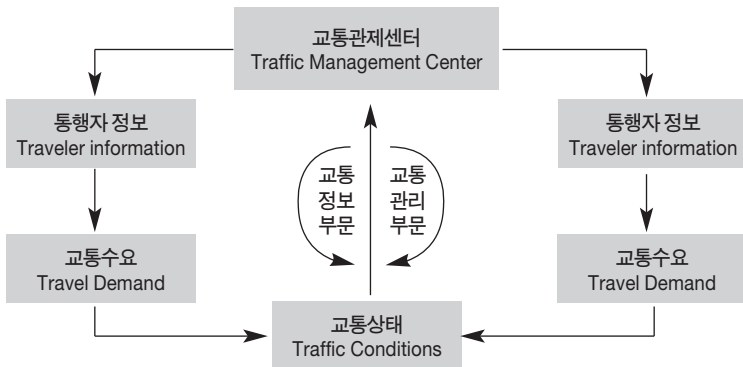 교통관제센터
Traffic Management Center
통행자 정보
Traveler information
통행자 정보
Traveler information
교통
정보
부문
교통
관리
부문
교통수요
Travel Demand
교통수요
Travel Demand
교통상태
Traffic Conditions